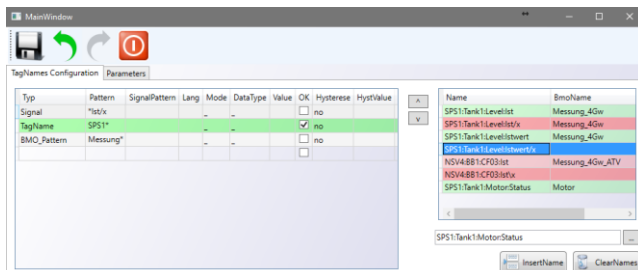 MainWindow
TagNames Configuration Parameters
Typ Pattern SignalPattern Lang Mode DataType Value OK Hysterese HystValue
Signal *Ist/x no
TagName SPS1* _ _ no
BMO_Pattern Messung* _ _ no
^
v
Name BmoName
SPS1:Tank1:Level:Ist Messung_4Gw
SPS1:Tank1:Level:Ist/x Messung_4Gw
SPS1:Tank1:Level:Istwert Messung_4Gw
SPS1:Tank1:Level:Istwert/x
NSV4:BB1:CF03:Ist Messung_4Gw_ATV
NSV4:BB1:CF03:Ist\x
SPS1:Tank1:Motor:Status Motor
SPS1:Tank1:Motor:Status ...
InsertName ClearNames